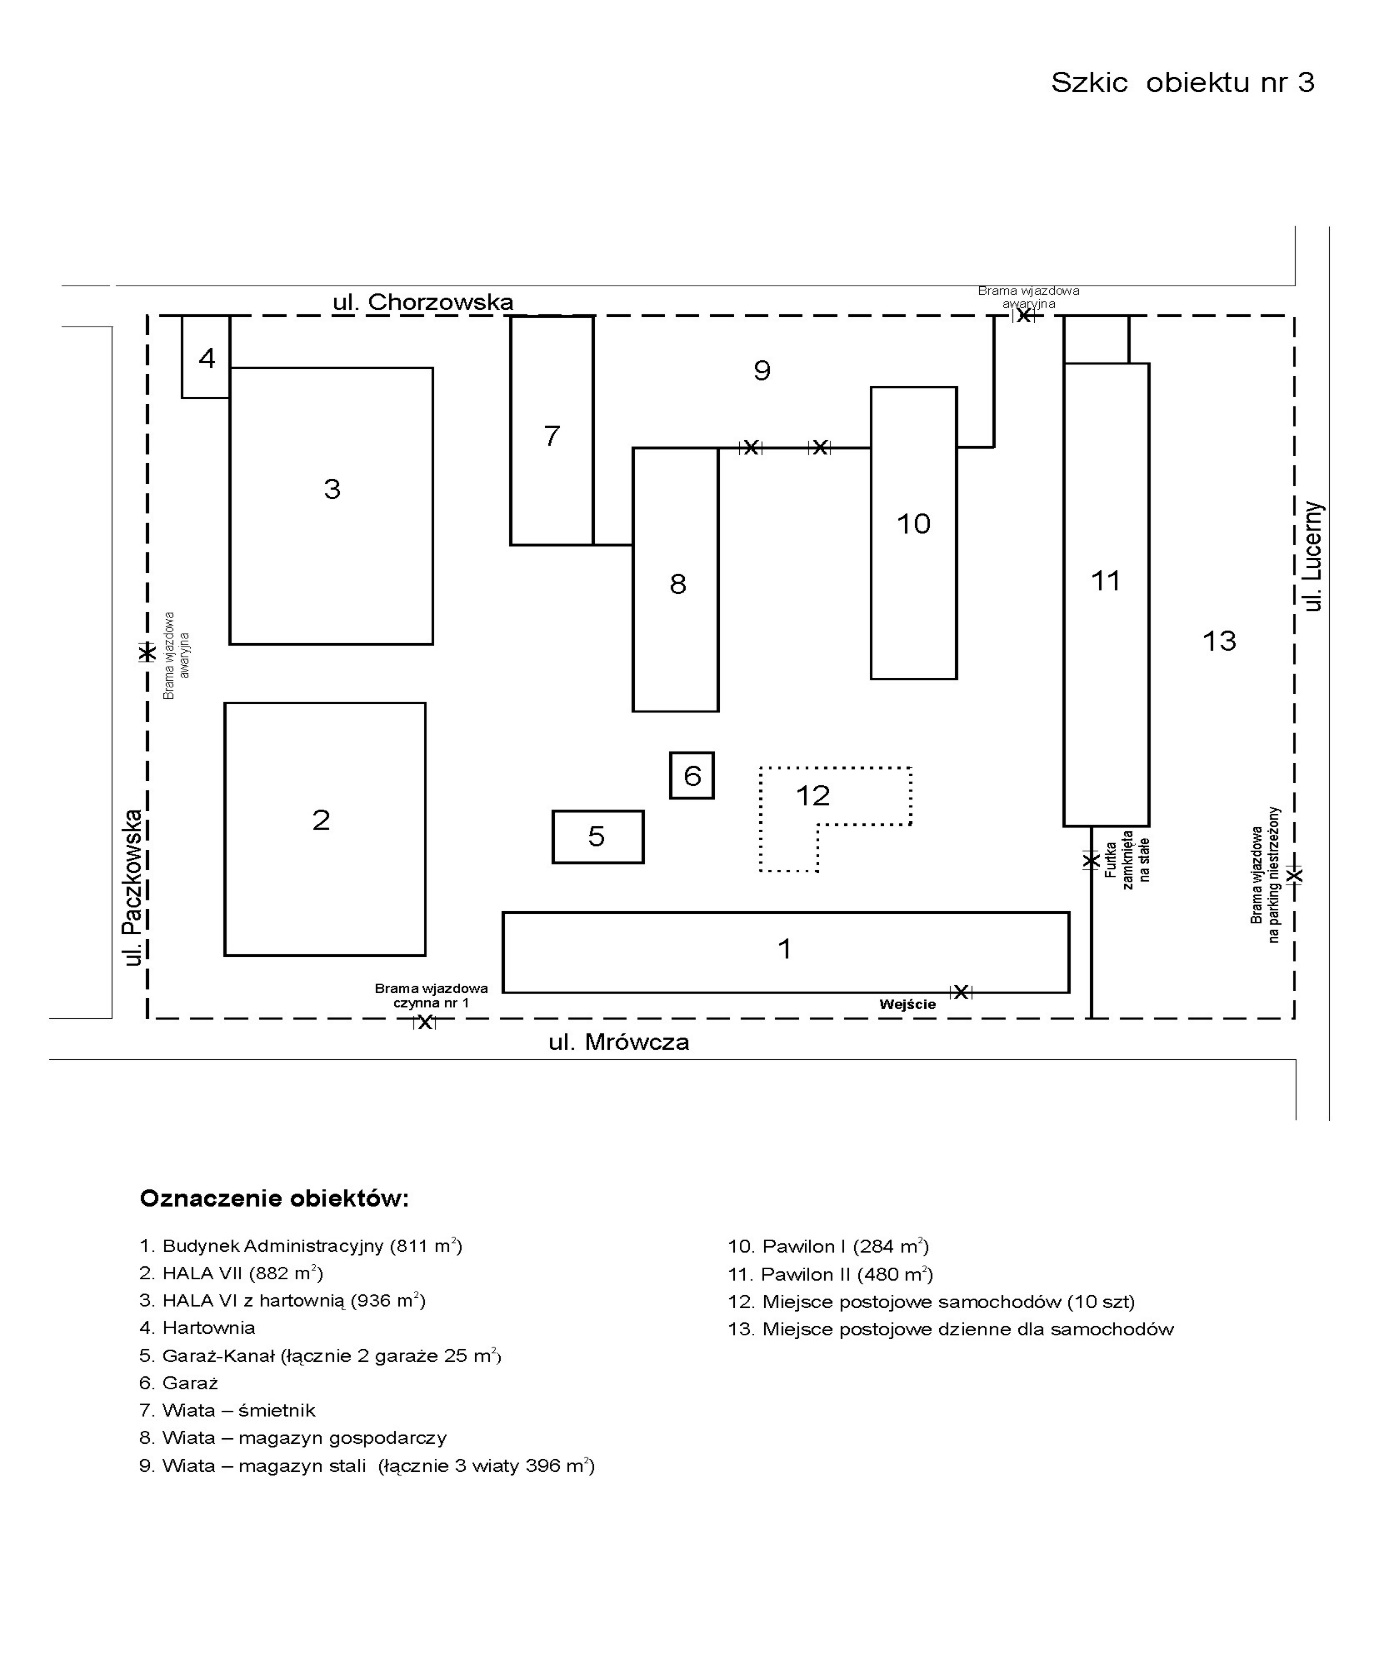 Szkic obiektu nr 3
ul. Chorzowska
Brama wjazdowa
awaryjna
4
9
7
3
10
8
11
ul. Lucerny
13
Brama wjazdowa
awaryjna
6
12
2
5
ul. Paczkowska
Furtka
zamknięta
na stałe
Brama wjazdowa
na parking niestrzeżony
1
Brama wjazdowa
czynna nr 1
Wejście
ul. Mrówcza
Oznaczenie obiektów:
1. Budynek Administracyjny (811 m²)
2. HALA VII (882 m²)
3. HALA VI z hartownią (936 m²)
4. Hartownia
5. Garaż-Kanał (łącznie 2 garaże 25 m²)
6. Garaż
7. Wiata – śmietnik
8. Wiata – magazyn gospodarczy
9. Wiata – magazyn stali (łącznie 3 wiaty 396 m²)
10. Pawilon I (284 m²)
11. Pawilon II (480 m²)
12. Miejsce postojowe samochodów (10 szt)
13. Miejsce postojowe dzienne dla samochodów